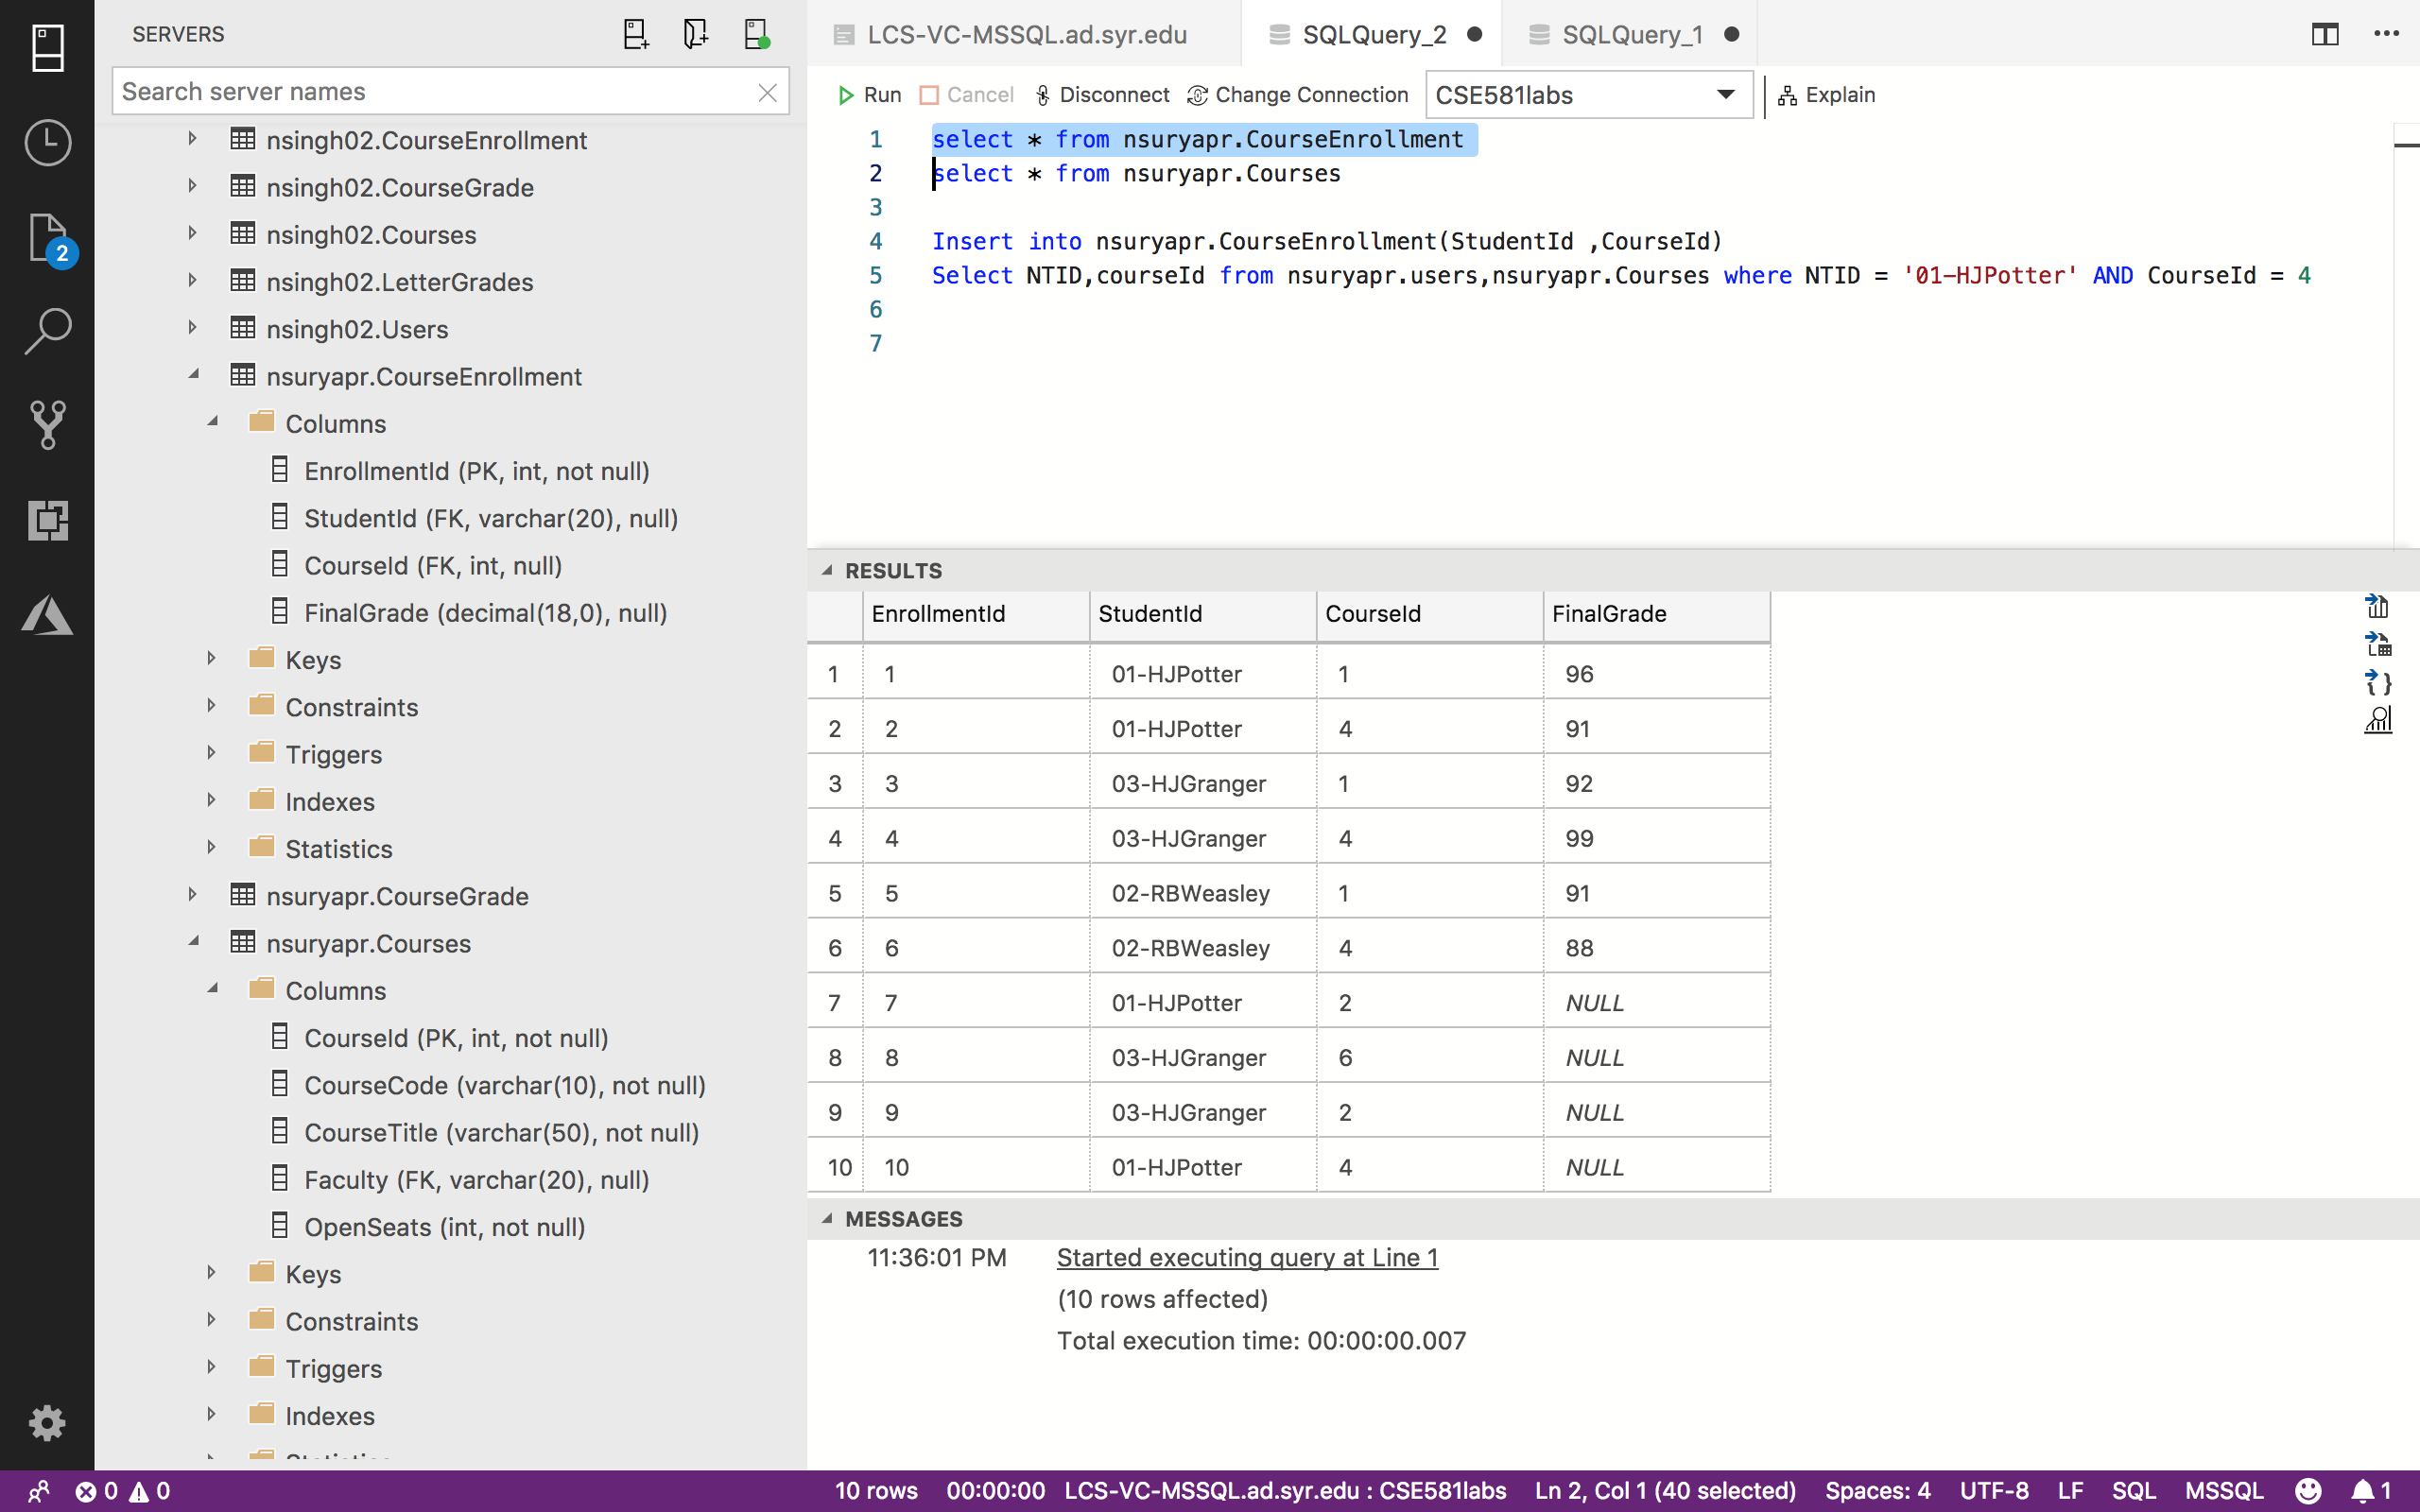 SERVERS
Search server names
nsingh02.CourseEnrollment
nsingh02.CourseGrade
nsingh02.Courses
nsingh02.LetterGrades
nsingh02.Users
nsuryapr.CourseEnrollment
Columns
EnrollmentId (PK, int, not null)
StudentId (FK, varchar(20), null)
CourseId (FK, int, null)
FinalGrade (decimal(18,0), null)
Keys
Constraints
Triggers
Indexes
Statistics
nsuryapr.CourseGrade
nsuryapr.Courses
Columns
CourseId (PK, int, not null)
CourseCode (varchar(10), not null)
CourseTitle (varchar(50), not null)
Faculty (FK, varchar(20), null)
OpenSeats (int, not null)
Keys
Constraints
Triggers
Indexes
2
LCS-VC-MSSQL.ad.syr.edu SQLQuery_2 SQLQuery_1
Run Cancel Disconnect Change Connection CSE581labs Explain
1 select * from nsuryapr.CourseEnrollment
2 select * from nsuryapr.Courses
3
4 Insert into nsuryapr.CourseEnrollment(StudentId ,CourseId)
5 Select NTID,courseId from nsuryapr.users,nsuryapr.Courses where NTID = '01-HJPotter' AND CourseId = 4
6
7
RESULTS
EnrollmentId StudentId CourseId FinalGrade
1 1 01-HJPotter 1 96
2 2 01-HJPotter 4 91
3 3 03-HJGranger 1 92
4 4 03-HJGranger 4 99
5 5 02-RBWeasley 1 91
6 6 02-RBWeasley 4 88
7 7 01-HJPotter 2 NULL
8 8 03-HJGranger 6 NULL
9 9 03-HJGranger 2 NULL
10 10 01-HJPotter 4 NULL
MESSAGES
11:36:01 PM Started executing query at Line 1
(10 rows affected)
Total execution time: 00:00:00.007
0 0 10 rows 00:00:00 LCS-VC-MSSQL.ad.syr.edu : CSE581labs Ln 2, Col 1 (40 selected) Spaces: 4 UTF-8 LF SQL MSSQL 1